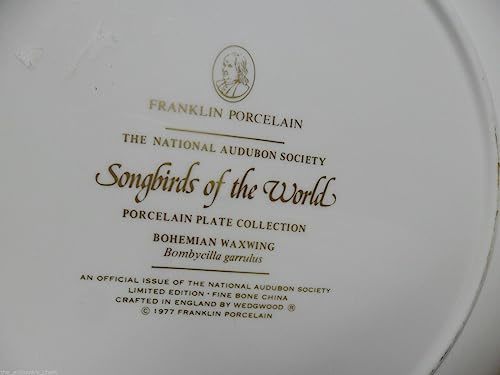 FRANKLIN PORCELAIN
THE NATIONAL AUDUBON SOCIETY
Songbirds of the World
PORCELAIN PLATE COLLECTION
BOHEMIAN WAXWING
Bombycilla garrulus
AN OFFICIAL ISSUE OF THE NATIONAL AUDUBON SOCIETY
LIMITED EDITION · FINE BONE CHINA
CRAFTED IN ENGLAND BY WEDGWOOD ®
© 1977 FRANKLIN PORCELAIN